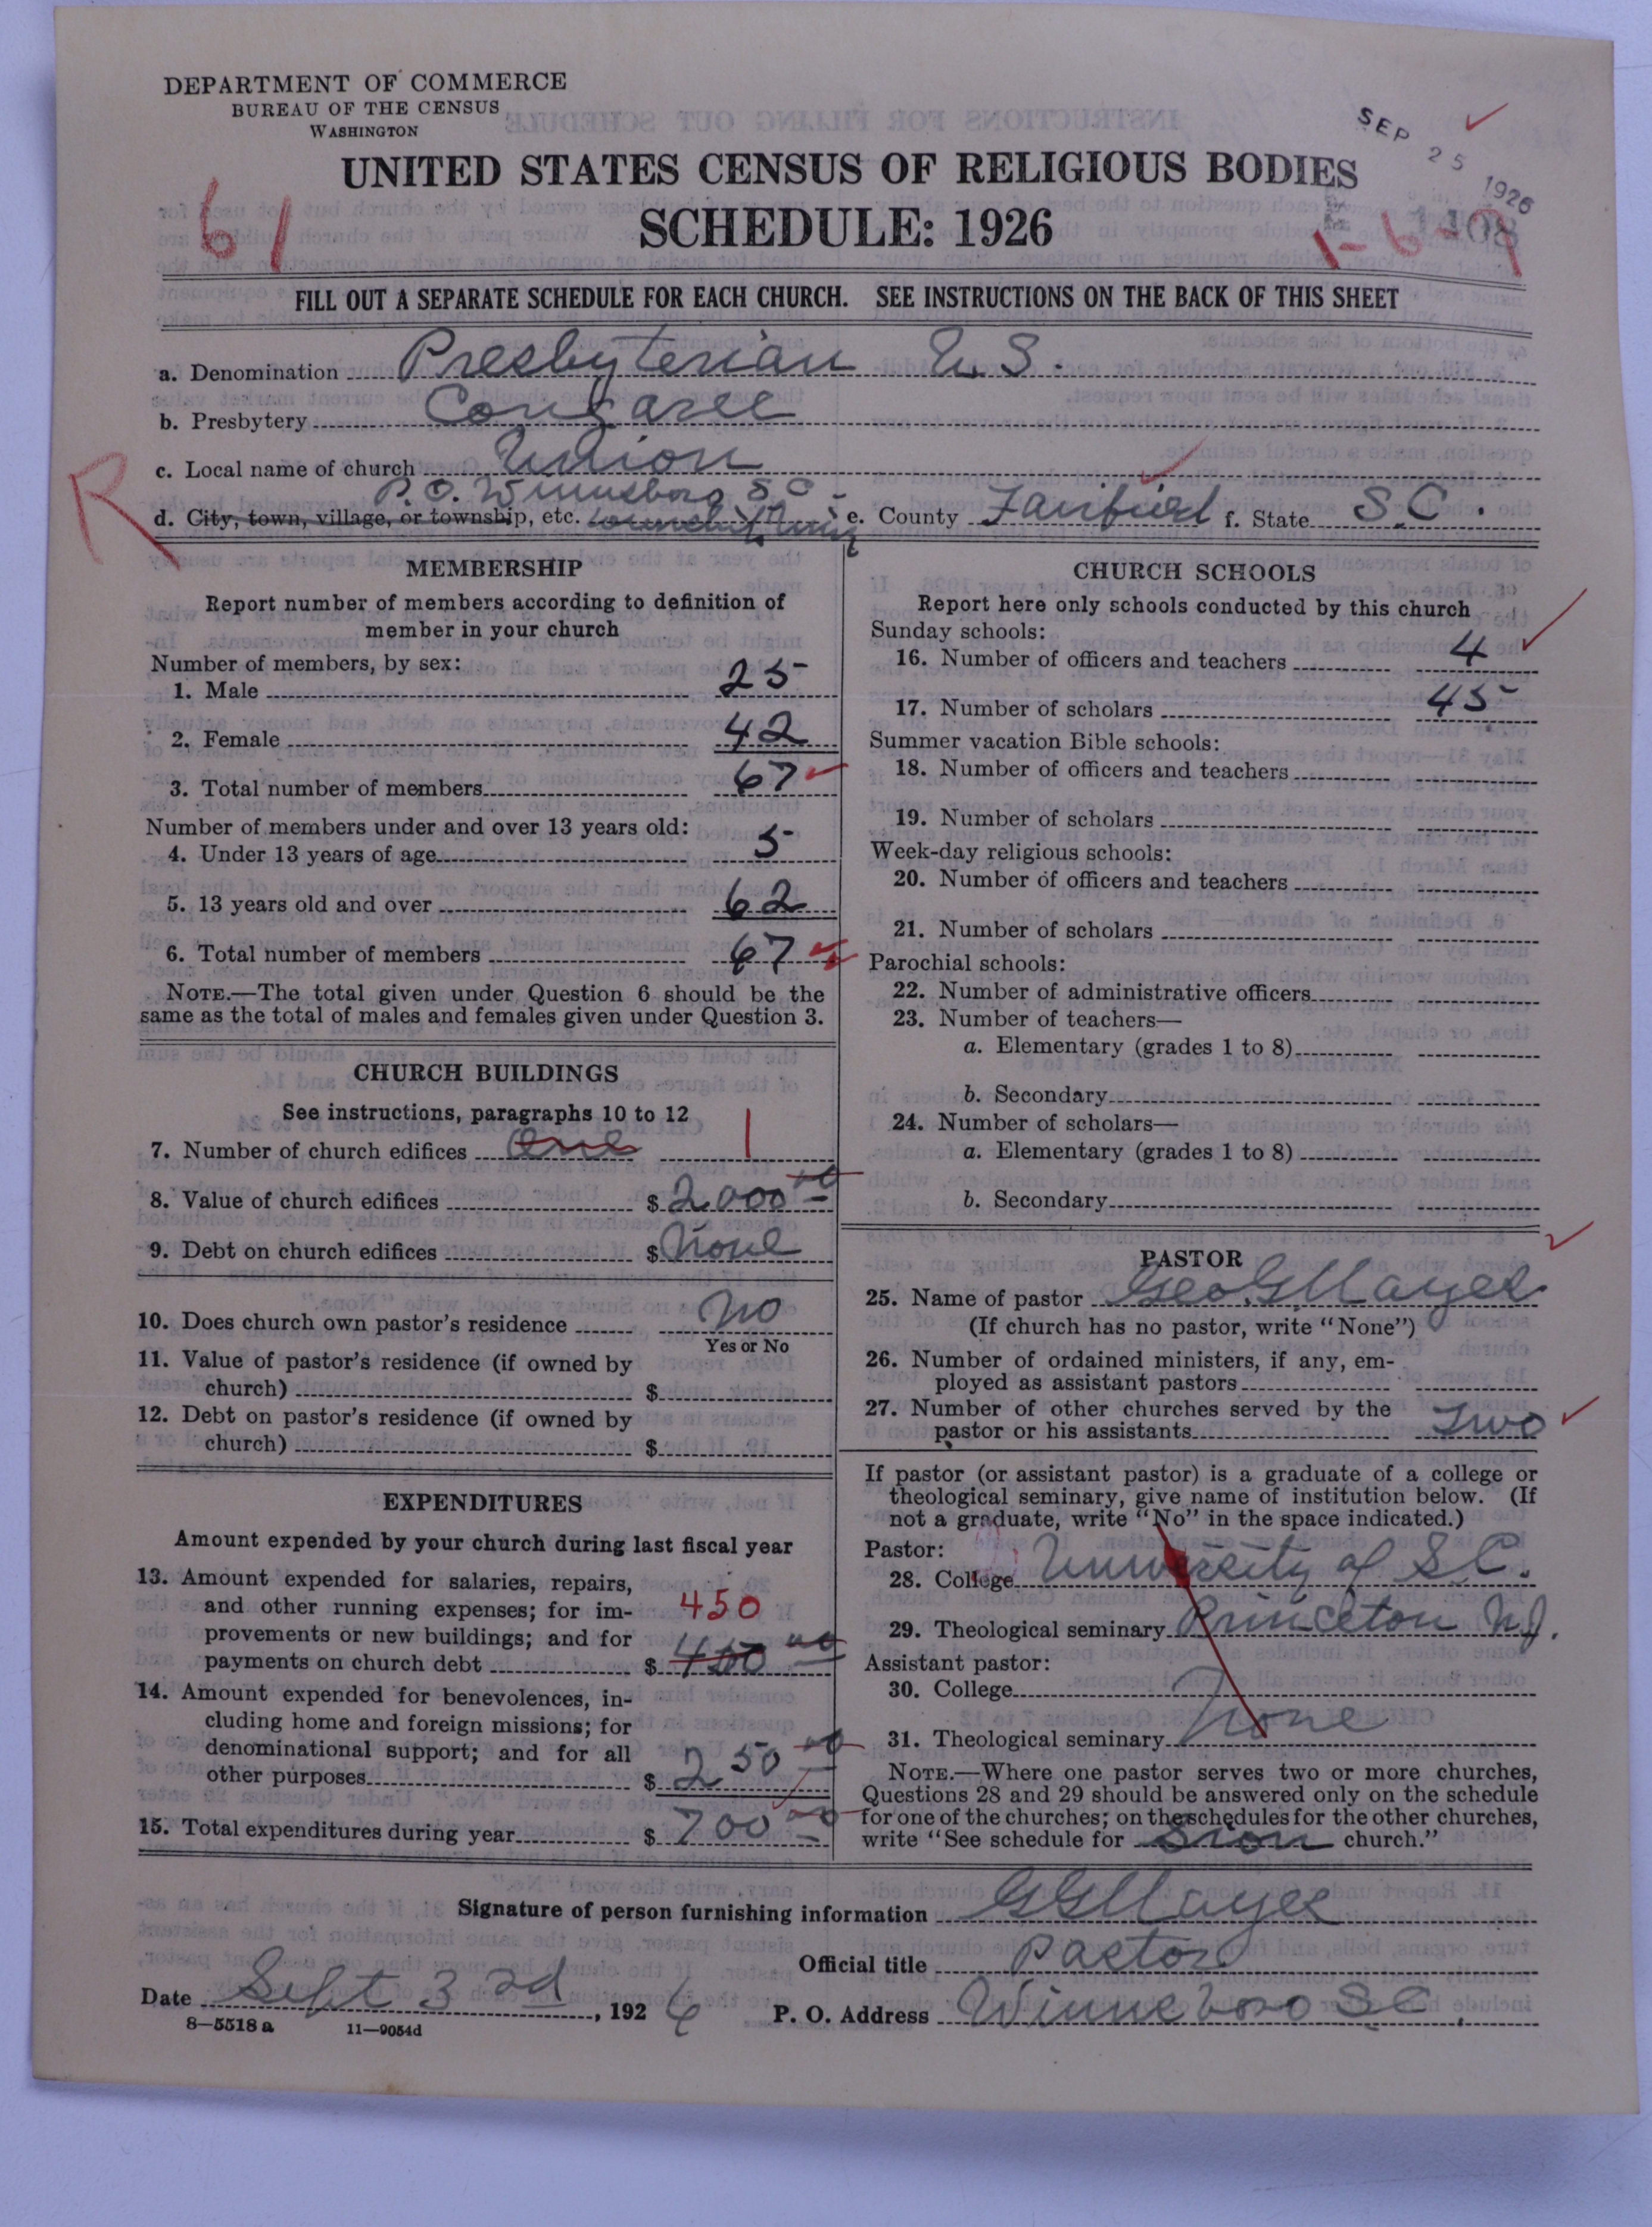 DEPARTMENT OF COMMERCE
BUREAU OF THE CENSUS
WASHINGTON
UNITED STATES CENSUS OF RELIGIOUS BODIES
SCHEDULE: 1926
SEP 25 1926
61
1-6-9
FILL OUT A SEPARATE SCHEDULE FOR EACH CHURCH. SEE INSTRUCTIONS ON THE BACK OF THIS SHEET
a. Denomination Presbyterian U.S.
b. Presbytery Congaree
c. Local name of church Union
R
P.O. Winnsboro S.C.
d. City, town, village, or township, etc. e. County Fairfield f. State S.C.
MEMBERSHIP
Report number of members according to definition of
member in your church
Number of members, by sex:
1. Male 25
2. Female 42
3. Total number of members 67
Number of members under and over 13 years old:
4. Under 13 years of age 5
5. 13 years old and over 62
6. Total number of members 67
NOTE.—The total given under Question 6 should be the
same as the total of males and females given under Question 3.
CHURCH BUILDINGS
See instructions, paragraphs 10 to 12
7. Number of church edifices one 1
8. Value of church edifices $ 2000 00
9. Debt on church edifices $ None
10. Does church own pastor's residence No
Yes or No
11. Value of pastor's residence (if owned by
church) $
12. Debt on pastor's residence (if owned by
church) $
EXPENDITURES
Amount expended by your church during last fiscal year
13. Amount expended for salaries, repairs,
and other running expenses; for im-
450
provements or new buildings; and for
payments on church debt $ 450 00
14. Amount expended for benevolences, in-
cluding home and foreign missions; for
denominational support; and for all
other purposes $ 250 00
15. Total expenditures during year $ 700 00
CHURCH SCHOOLS
Report here only schools conducted by this church
Sunday schools:
16. Number of officers and teachers 4
17. Number of scholars 45
Summer vacation Bible schools:
18. Number of officers and teachers
19. Number of scholars
Week-day religious schools:
20. Number of officers and teachers
21. Number of scholars
Parochial schools:
22. Number of administrative officers
23. Number of teachers—
a. Elementary (grades 1 to 8)
b. Secondary
24. Number of scholars—
a. Elementary (grades 1 to 8)
b. Secondary
PASTOR
25. Name of pastor Geo. G Mayes
(If church has no pastor, write "None")
26. Number of ordained ministers, if any, em-
ployed as assistant pastors
27. Number of other churches served by the
pastor or his assistants Two
If pastor (or assistant pastor) is a graduate of a college or
theological seminary, give name of institution below. (If
not a graduate, write "No" in the space indicated.)
Pastor:
28. College University of S.C.
29. Theological seminary Princeton N.J.
Assistant pastor:
30. College
31. Theological seminary None
NOTE.—Where one pastor serves two or more churches,
Questions 28 and 29 should be answered only on the schedule
for one of the churches; on the schedules for the other churches,
write "See schedule for Sion church."
Signature of person furnishing information GG Mayes
Official title Pastor
Date Sept 3rd, 1926 P. O. Address Winnsboro S.C.
8—5518 a 11—9054d